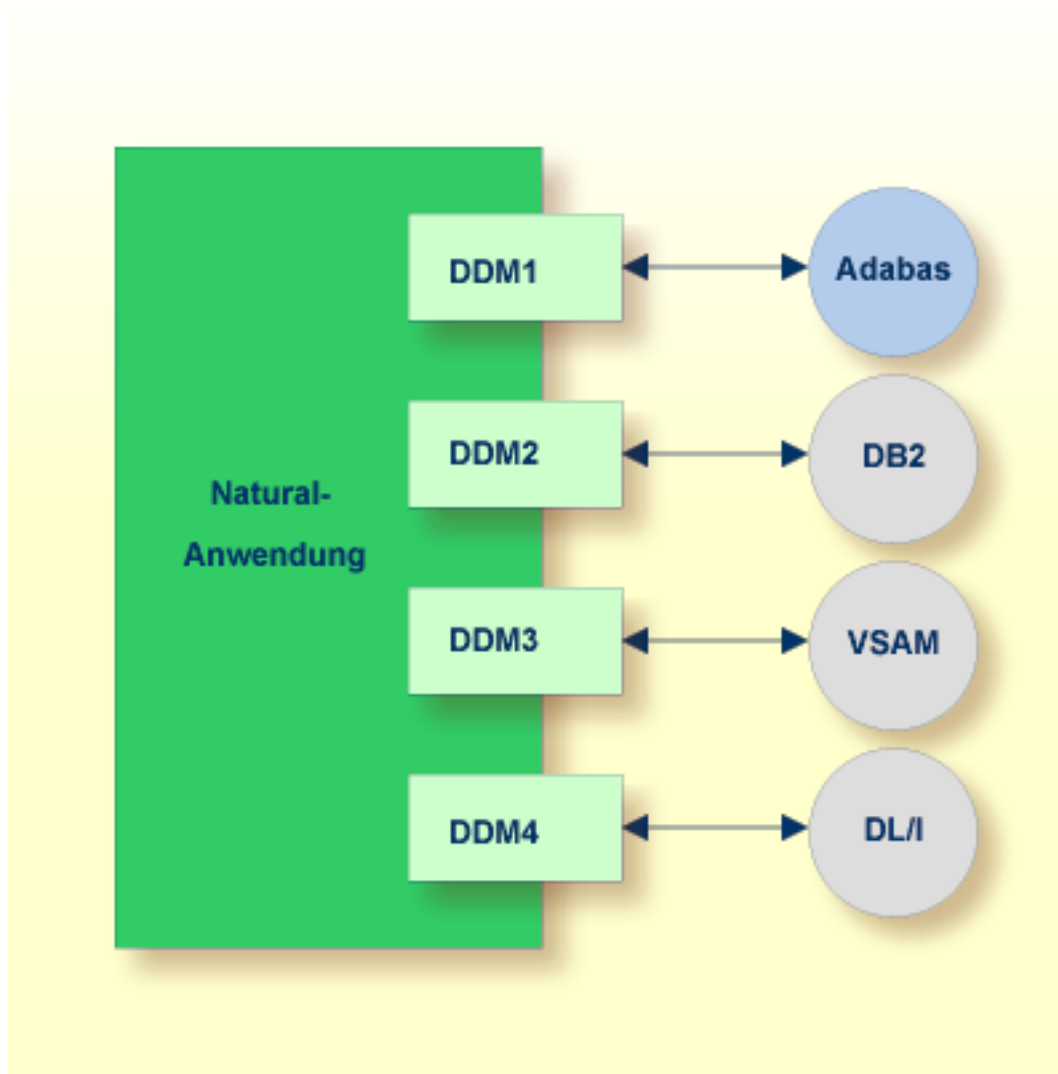 DDM1
Adabas
DDM2
DB2
Natural-
Anwendung
DDM3
VSAM
DDM4
DL/I